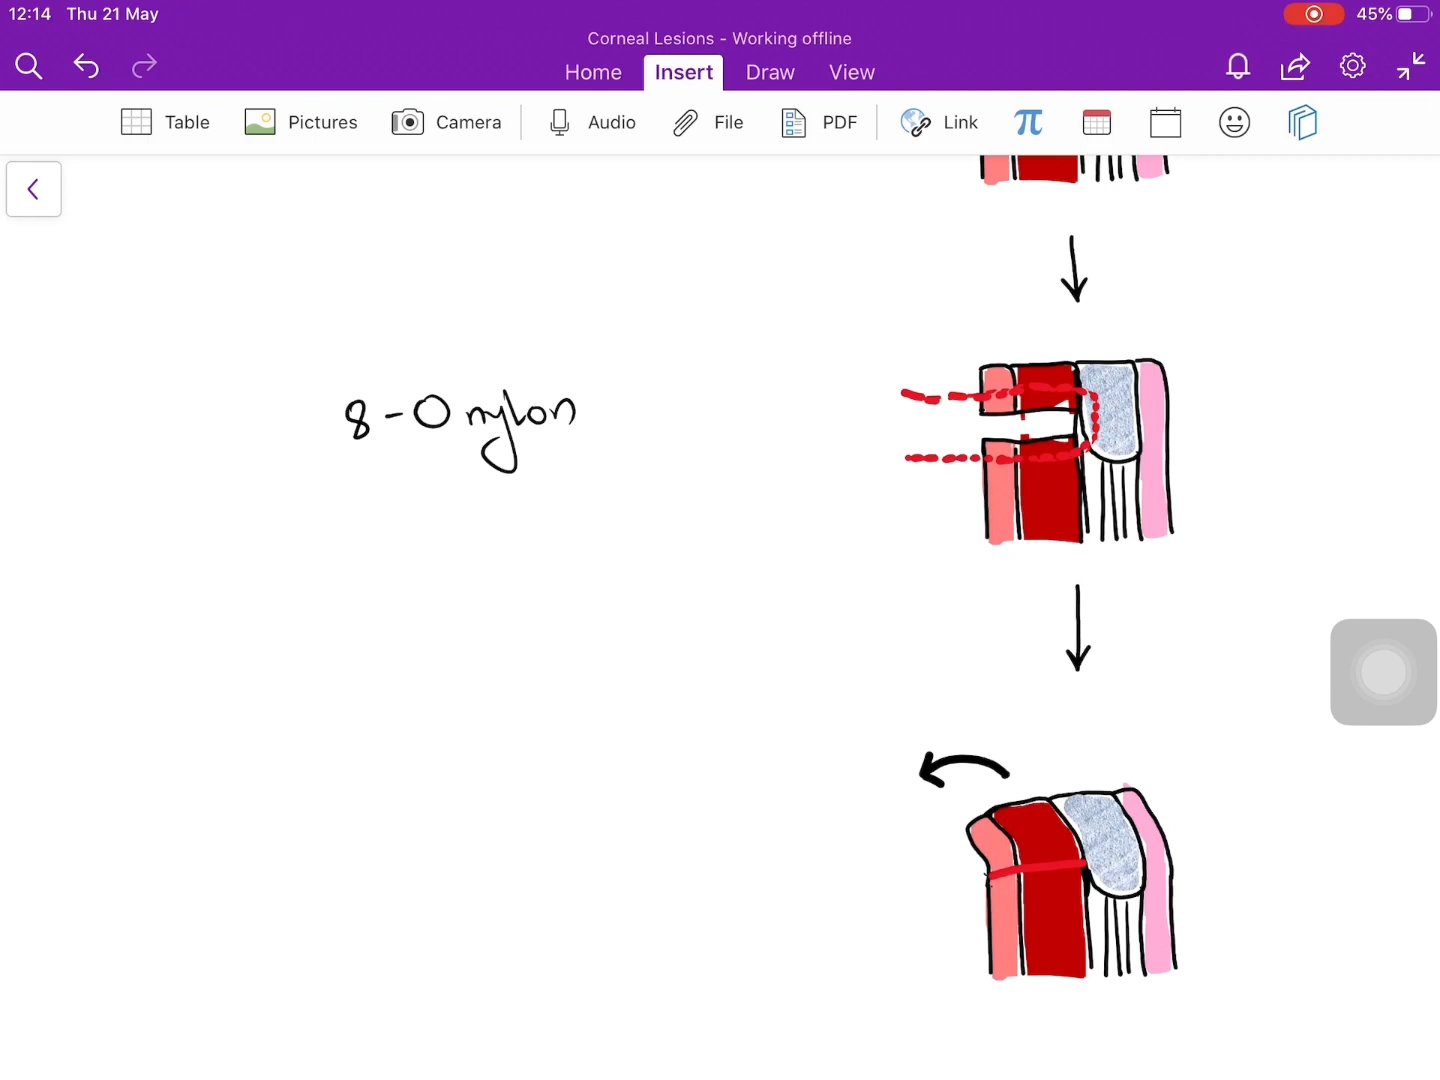 12:14 Thu 21 May 45%
Corneal Lesions - Working offline
Home Insert Draw View
Table Pictures Camera Audio File PDF Link π
8-0 nylon